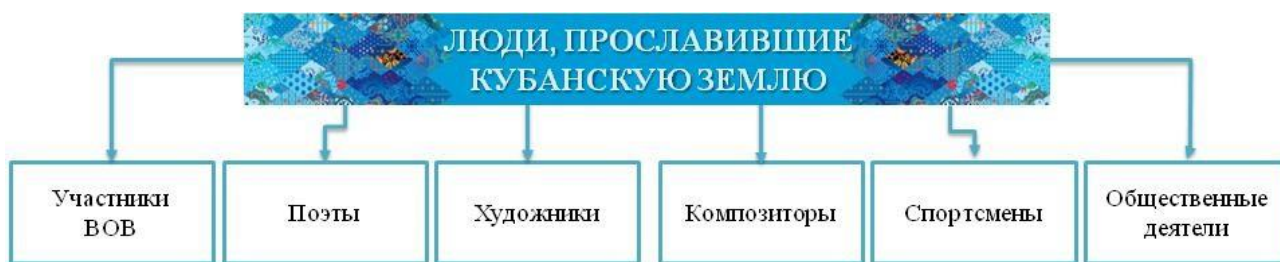 ЛЮДИ, ПРОСЛАВИВШИЕ
КУБАНСКУЮ ЗЕМЛЮ
Участники
ВОВ
Поэты
Художники
Композиторы
Спортсмены
Общественные
деятели